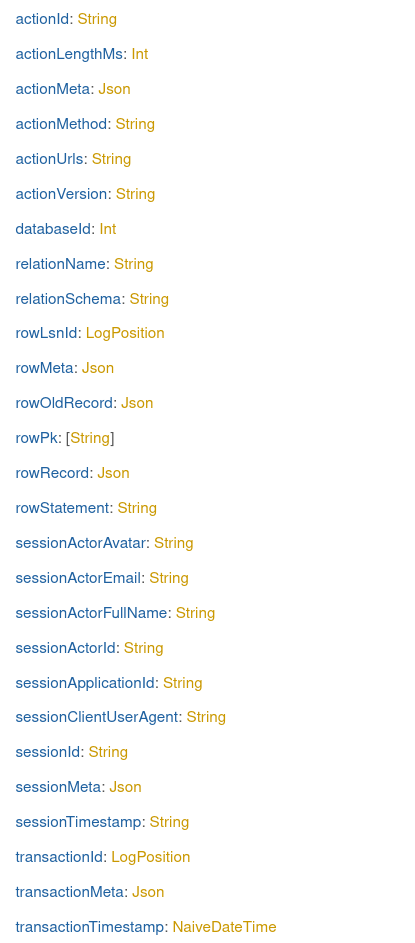 actionId: String
actionLengthMs: Int
actionMeta: Json
actionMethod: String
actionUrls: String
actionVersion: String
databaseId: Int
relationName: String
relationSchema: String
rowLsnId: LogPosition
rowMeta: Json
rowOldRecord: Json
rowPk: [String]
rowRecord: Json
rowStatement: String
sessionActorAvatar: String
sessionActorEmail: String
sessionActorFullName: String
sessionActorId: String
sessionApplicationId: String
sessionClientUserAgent: String
sessionId: String
sessionMeta: Json
sessionTimestamp: String
transactionId: LogPosition
transactionMeta: Json
transactionTimestamp: NaiveDateTime